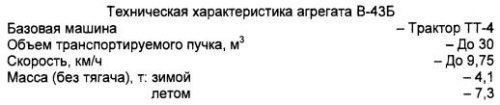 Техническая характеристика агрегата В-43Б
Базовая машина – Трактор ТТ-4
Объем транспортируемого пучка, м³ – До 30
Скорость, км/ч – До 9,75
Масса (без тягача), т: зимой – 4,1
летом – 7,3